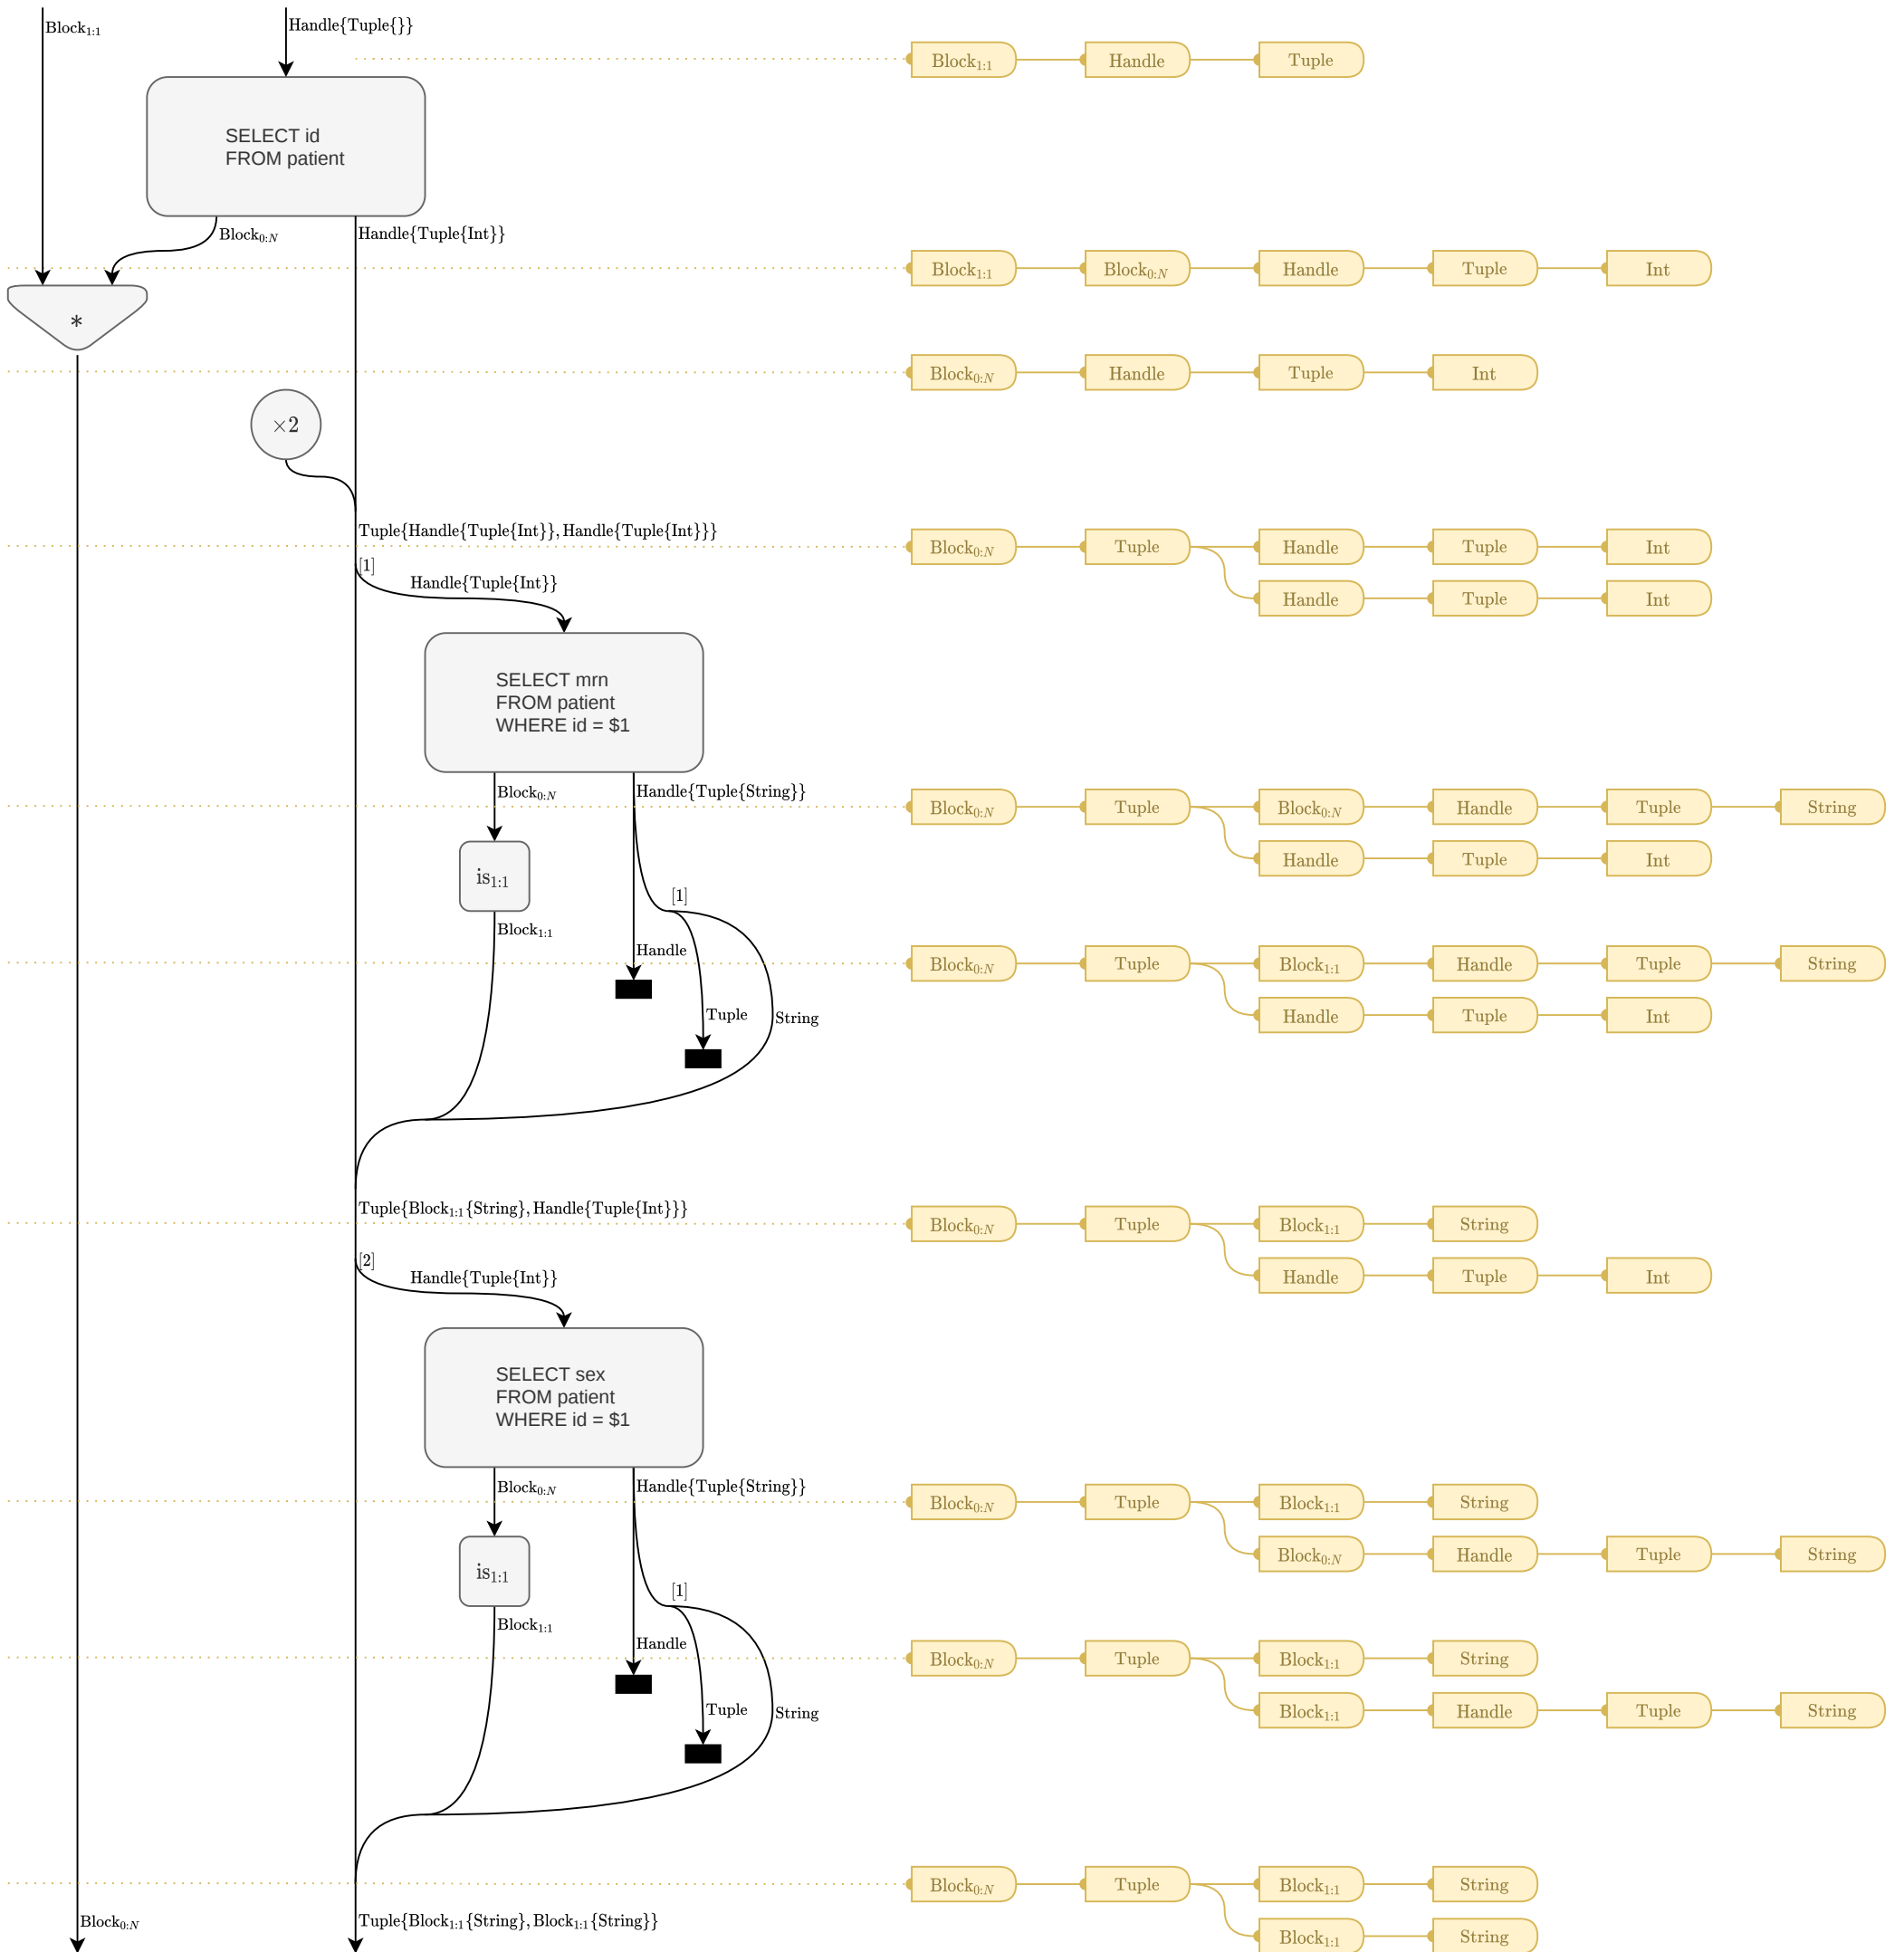 Block1:1
Handle{Tuple{}}
Block1:1 Handle Tuple
SELECT id
FROM patient
Block0:N
Handle{Tuple{Int}}
Block1:1 Block0:N Handle Tuple Int
*
Block0:N Handle Tuple Int
×2
Tuple{Handle{Tuple{Int}}, Handle{Tuple{Int}}}
Block0:N Tuple Handle Tuple Int
[1]
Handle{Tuple{Int}}
Handle Tuple Int
SELECT mrn
FROM patient
WHERE id = $1
Block0:N
Handle{Tuple{String}}
Block0:N Tuple Block0:N Handle Tuple String
Handle Tuple Int
is1:1
[1]
Block1:1
Handle
Block0:N Tuple Block1:1 Handle Tuple String
Tuple
String
Handle Tuple Int
Tuple{Block1:1{String}, Handle{Tuple{Int}}}
Block0:N Tuple Block1:1 String
[2]
Handle{Tuple{Int}}
Handle Tuple Int
SELECT sex
FROM patient
WHERE id = $1
Block0:N
Handle{Tuple{String}}
Block0:N Tuple Block1:1 String
Block0:N Handle Tuple String
is1:1
[1]
Block1:1
Handle
Block0:N Tuple Block1:1 String
Tuple
String
Block1:1 Handle Tuple String
Block0:N Tuple Block1:1 String
Block0:N
Tuple{Block1:1{String}, Block1:1{String}}
Block1:1 String